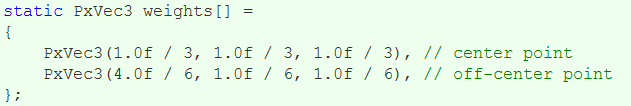 static PxVec3 weights[] =
{
    PxVec3(1.0f / 3, 1.0f / 3, 1.0f / 3), // center point
    PxVec3(4.0f / 6, 1.0f / 6, 1.0f / 6), // off-center point
};